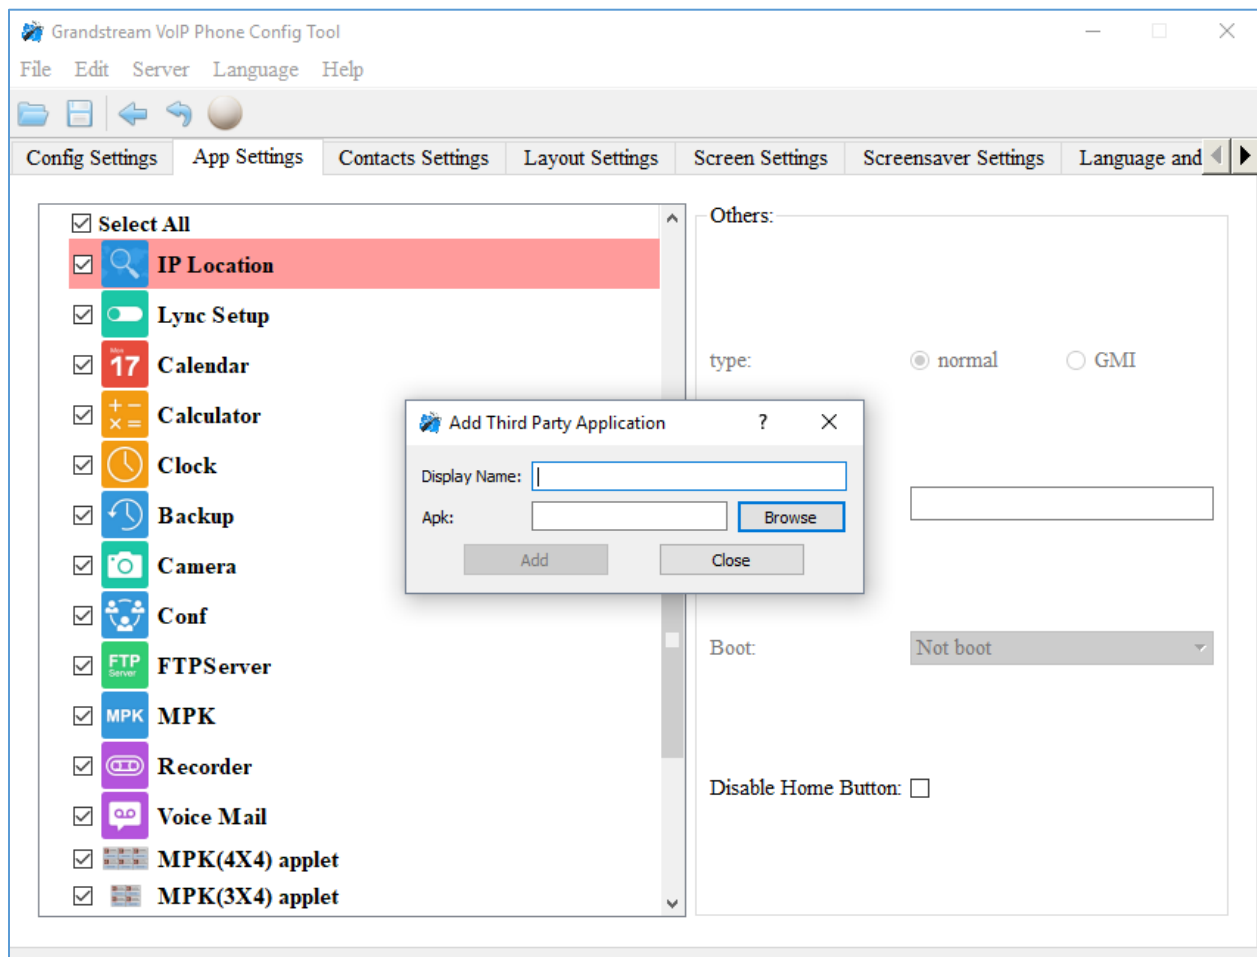 Grandstream VoIP Phone Config Tool
File Edit Server Language Help
Config Settings App Settings Contacts Settings Layout Settings Screen Settings Screensaver Settings Language and
Select All
IP Location
Lync Setup
Mon
17 Calendar
Calculator
Clock
Backup
Camera
Conf
FTP
Server FTPServer
MPK MPK
Recorder
Voice Mail
MPK(4X4) applet
MPK(3X4) applet
Others:
type: normal GMI
Boot: Not boot
Disable Home Button:
Add Third Party Application ?
Display Name:
Apk: Browse
Add Close